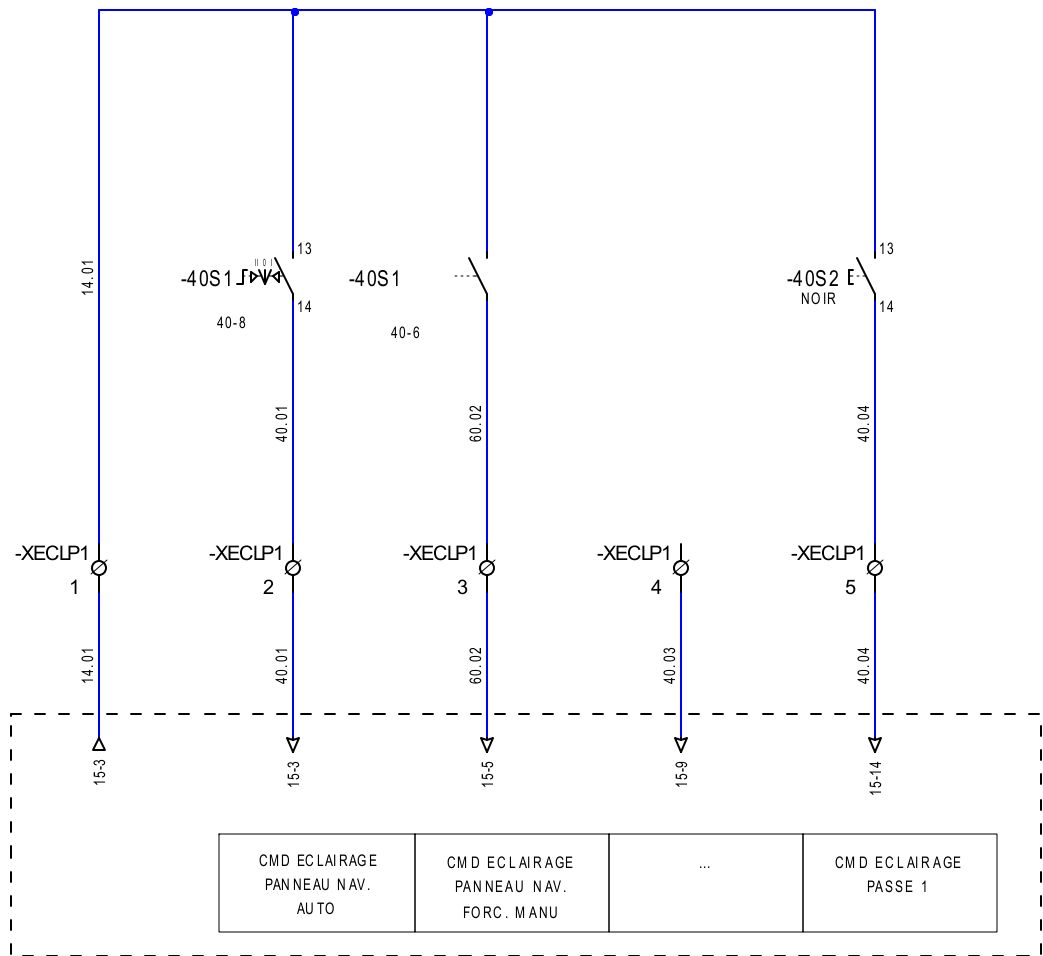 14.01
II 0 I
13
-40S1
14
40-8
-40S1
40-6
13
-40S2
NOIR
14
40.01
60.02
40.04
-XECLP1
1
-XECLP1
2
-XECLP1
3
-XECLP1
4
-XECLP1
5
14.01
40.01
60.02
40.03
40.04
15-3
15-3
15-5
15-9
15-14
CMD ECLAIRAGE
PANNEAU NAV.
AUTO
CMD ECLAIRAGE
PANNEAU NAV.
FORC. MANU
...
CMD ECLAIRAGE
PASSE 1